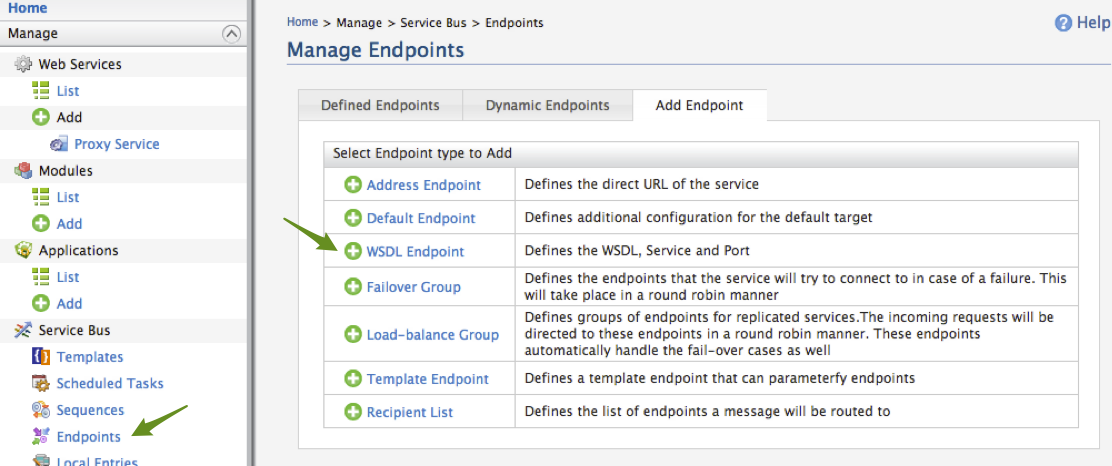 Home
Manage
Web Services
List
Add
Proxy Service
Modules
List
Add
Applications
List
Add
Service Bus
Templates
Scheduled Tasks
Sequences
Endpoints
Local Entries
Home > Manage > Service Bus > Endpoints
Help
Manage Endpoints
Defined Endpoints
Dynamic Endpoints
Add Endpoint
Select Endpoint type to Add
Address Endpoint
Defines the direct URL of the service
Default Endpoint
Defines additional configuration for the default target
WSDL Endpoint
Defines the WSDL, Service and Port
Failover Group
Defines the endpoints that the service will try to connect to in case of a failure. This
will take place in a round robin manner
Load-balance Group
Defines groups of endpoints for replicated services.The incoming requests will be
directed to these endpoints in a round robin manner. These endpoints
automatically handle the fail-over cases as well
Template Endpoint
Defines a template endpoint that can parameterfy endpoints
Recipient List
Defines the list of endpoints a message will be routed to